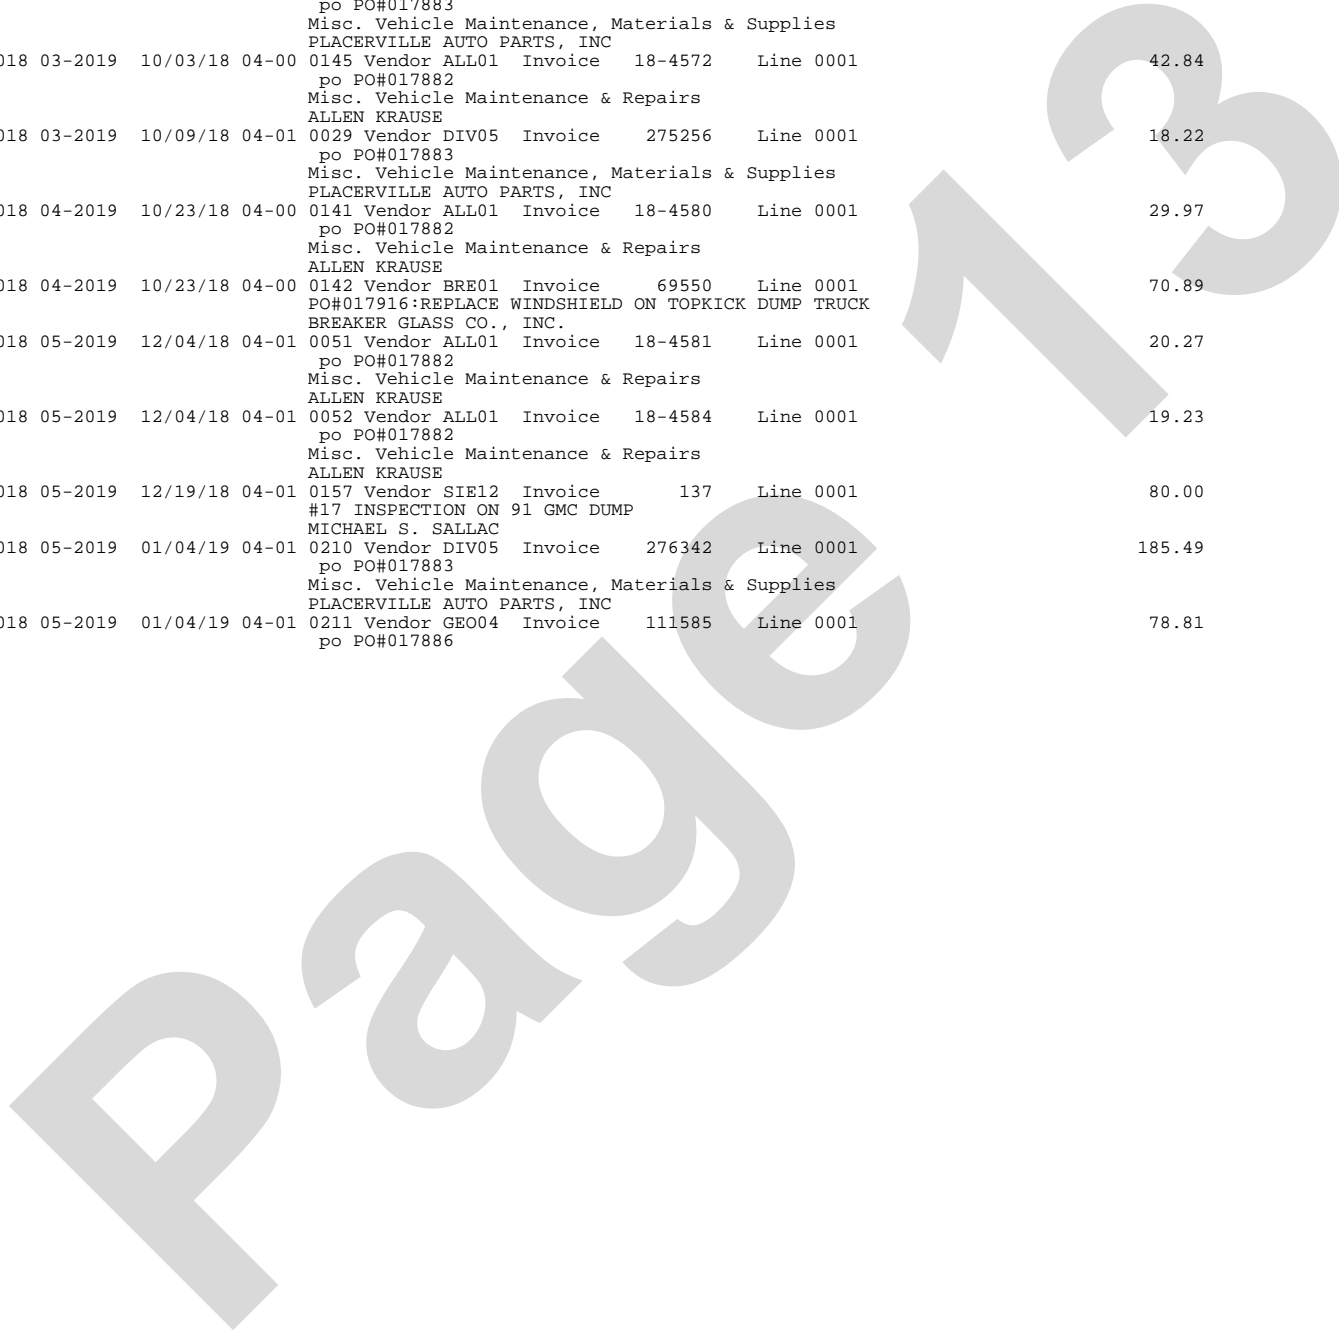 po PO#017883
Misc. Vehicle Maintenance, Materials & Supplies
PLACERVILLE AUTO PARTS, INC
018 03-2019 10/03/18 04-00 0145 Vendor ALL01 Invoice 18-4572 Line 0001 42.84
po PO#017882
Misc. Vehicle Maintenance & Repairs
ALLEN KRAUSE
018 03-2019 10/09/18 04-01 0029 Vendor DIV05 Invoice 275256 Line 0001 18.22
po PO#017883
Misc. Vehicle Maintenance, Materials & Supplies
PLACERVILLE AUTO PARTS, INC
018 04-2019 10/23/18 04-00 0141 Vendor ALL01 Invoice 18-4580 Line 0001 29.97
po PO#017882
Misc. Vehicle Maintenance & Repairs
ALLEN KRAUSE
018 04-2019 10/23/18 04-00 0142 Vendor BRE01 Invoice 69550 Line 0001 70.89
PO#017916:REPLACE WINDSHIELD ON TOPKICK DUMP TRUCK
BREAKER GLASS CO., INC.
018 05-2019 12/04/18 04-01 0051 Vendor ALL01 Invoice 18-4581 Line 0001 20.27
po PO#017882
Misc. Vehicle Maintenance & Repairs
ALLEN KRAUSE
018 05-2019 12/04/18 04-01 0052 Vendor ALL01 Invoice 18-4584 Line 0001 19.23
po PO#017882
Misc. Vehicle Maintenance & Repairs
ALLEN KRAUSE
018 05-2019 12/19/18 04-01 0157 Vendor SIE12 Invoice 137 Line 0001 80.00
#17 INSPECTION ON 91 GMC DUMP
MICHAEL S. SALLAC
018 05-2019 01/04/19 04-01 0210 Vendor DIV05 Invoice 276342 Line 0001 185.49
po PO#017883
Misc. Vehicle Maintenance, Materials & Supplies
PLACERVILLE AUTO PARTS, INC
018 05-2019 01/04/19 04-01 0211 Vendor GEO04 Invoice 111585 Line 0001 78.81
po PO#017886
Page 13